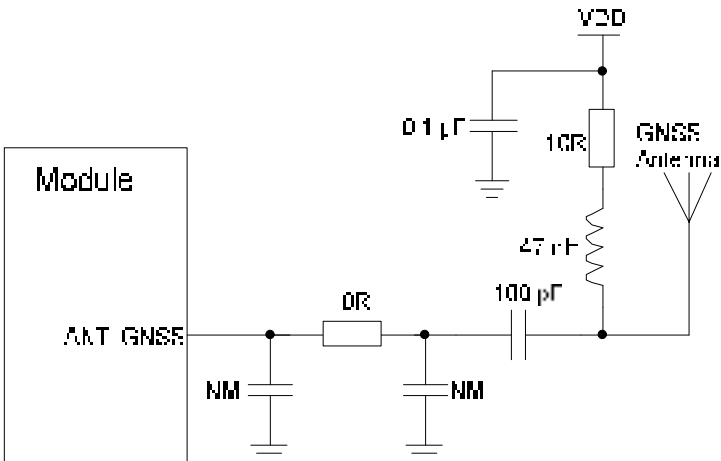 VDD
0.1 μF
10R
GNSS
Antenna
Module
47 nH
100 pF
0R
ANT_GNSS
NM
NM